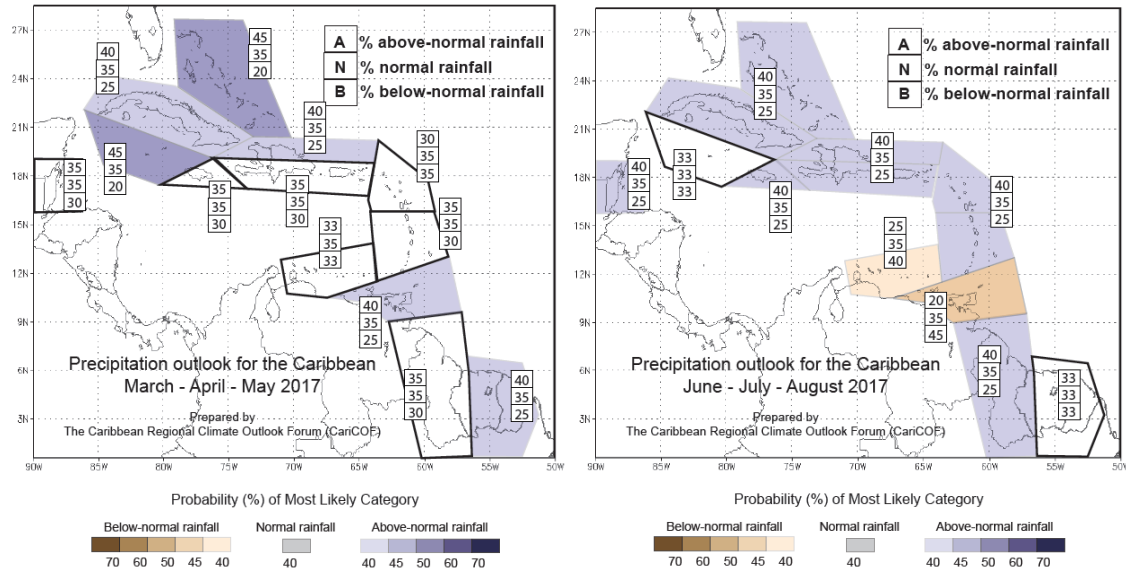 27N
24N
21N
18N
15N
12N
9N
6N
3N
A % above-normal rainfall
N % normal rainfall
B % below-normal rainfall
45
35
20
40
35
25
40
35
25
30
35
35
45
35
20
35
35
30
35
35
30
35
35
30
33
35
33
35
35
30
40
35
25
35
35
30
40
35
25
Precipitation outlook for the Caribbean
March - April - May 2017
Prepared by
The Caribbean Regional Climate Outlook Forum (CariCOF)
90W 85W 80W 75W 70W 65W 60W 55W 50W
Probability (%) of Most Likely Category
Below-normal rainfall Normal rainfall Above-normal rainfall
70 60 50 45 40 40 40 45 50 60 70
27N
24N
21N
18N
15N
12N
9N
6N
3N
A % above-normal rainfall
N % normal rainfall
B % below-normal rainfall
40
35
25
40
35
25
33
33
33
40
35
25
40
35
25
40
35
25
25
35
40
20
35
45
40
35
25
33
33
33
Precipitation outlook for the Caribbean
June - July - August 2017
Prepared by
The Caribbean Regional Climate Outlook Forum (CariCOF)
90W 85W 80W 75W 70W 65W 60W 55W 50W
Probability (%) of Most Likely Category
Below-normal rainfall Normal rainfall Above-normal rainfall
70 60 50 45 40 40 40 45 50 60 70